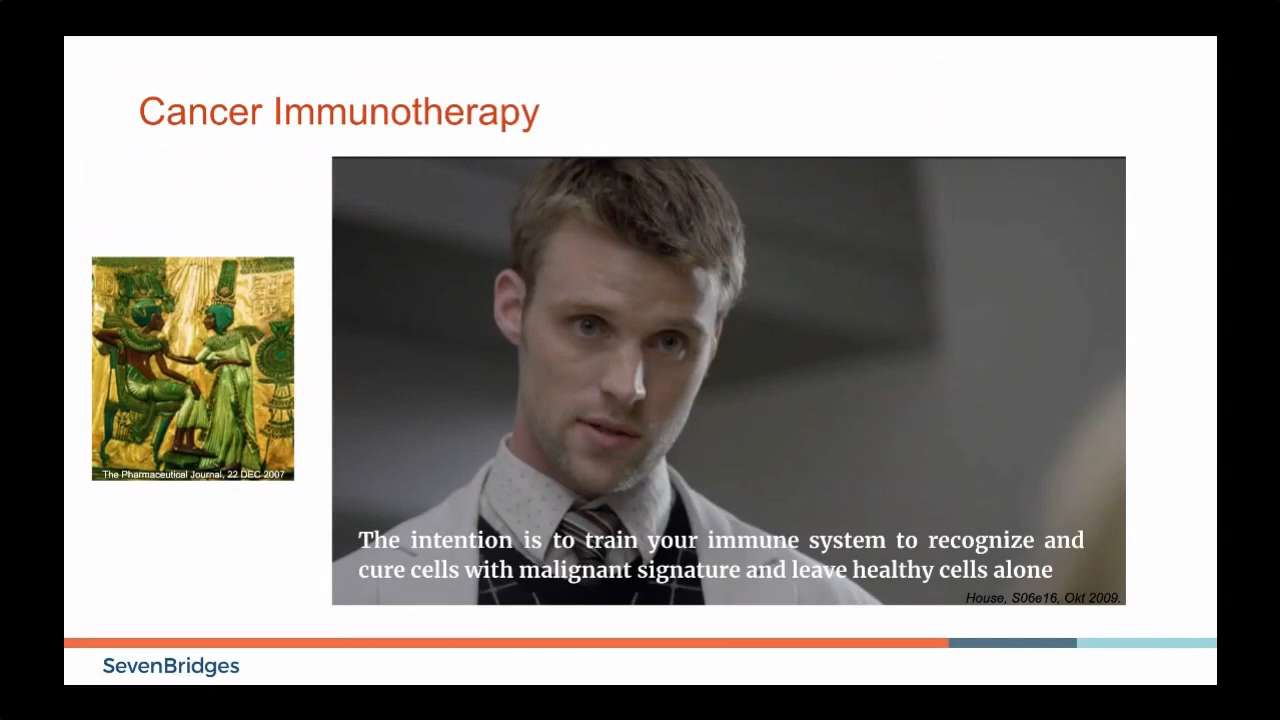 Cancer Immunotherapy
The Pharmaceutical Journal, 22 DEC 2007
The intention is to train your immune system to recognize and
cure cells with malignant signature and leave healthy cells alone
House, S06e16, Okt 2009.
SevenBridges